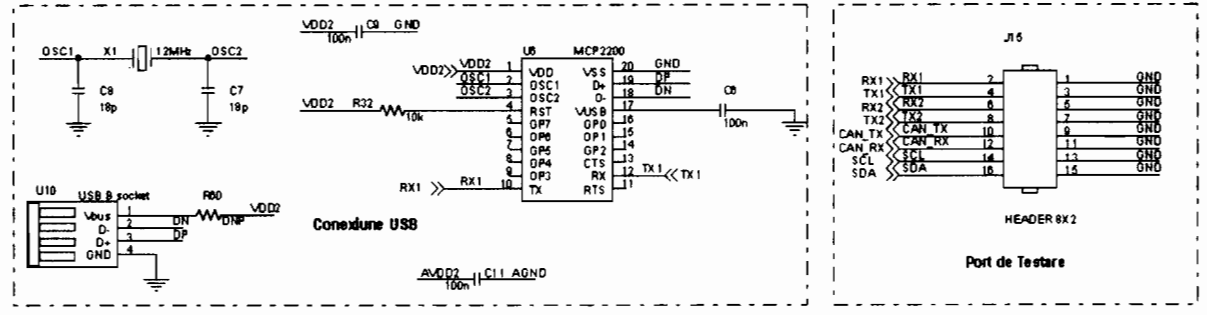 VDD2 C9 GND
100n
OSC1 X1 12MHz OSC2
C8
18p
C7
18p
U6 MCP2200
VDD2 VDD2 1 VDD VSS 20 GND
OSC1 2 OSC1 D+ 19 DP
OSC2 3 OSC2 D- 18 DN
VDD2 R32 10k 4 RST VUSB 17 C6 100n
5 GP7 GP0 16
6 GP6 GP1 15
7 GP5 GP2 14
8 GP4 CTS 13
9 GP3 RX 12 TX1 TX1
RX1 RX1 10 TX RTS 11
U10 USB B socket
Vbus 1 R60 DNP VDD2
D- 2 DN
D+ 3 DP
GND 4
Conexiune USB
AVDD2 C11 AGND
100n
J15
RX1 RX1 2 1 GND
TX1 TX1 4 3 GND
RX2 RX2 6 5 GND
TX2 TX2 8 7 GND
CAN_TX CAN_TX 10 9 GND
CAN_RX CAN_RX 12 11 GND
SCL SCL 14 13 GND
SDA SDA 16 15 GND
HEADER 8X2
Port de Testare